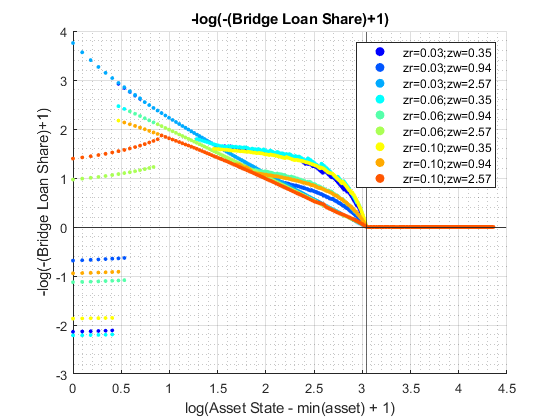 -log(-(Bridge Loan Share)+1)
4
3
2
1
0
-1
-2
-3
-log(-(Bridge Loan Share)+1)
zr=0.03;zw=0.35
zr=0.03;zw=0.94
zr=0.03;zw=2.57
zr=0.06;zw=0.35
zr=0.06;zw=0.94
zr=0.06;zw=2.57
zr=0.10;zw=0.35
zr=0.10;zw=0.94
zr=0.10;zw=2.57
0 0.5 1 1.5 2 2.5 3 3.5 4 4.5
log(Asset State - min(asset) + 1)